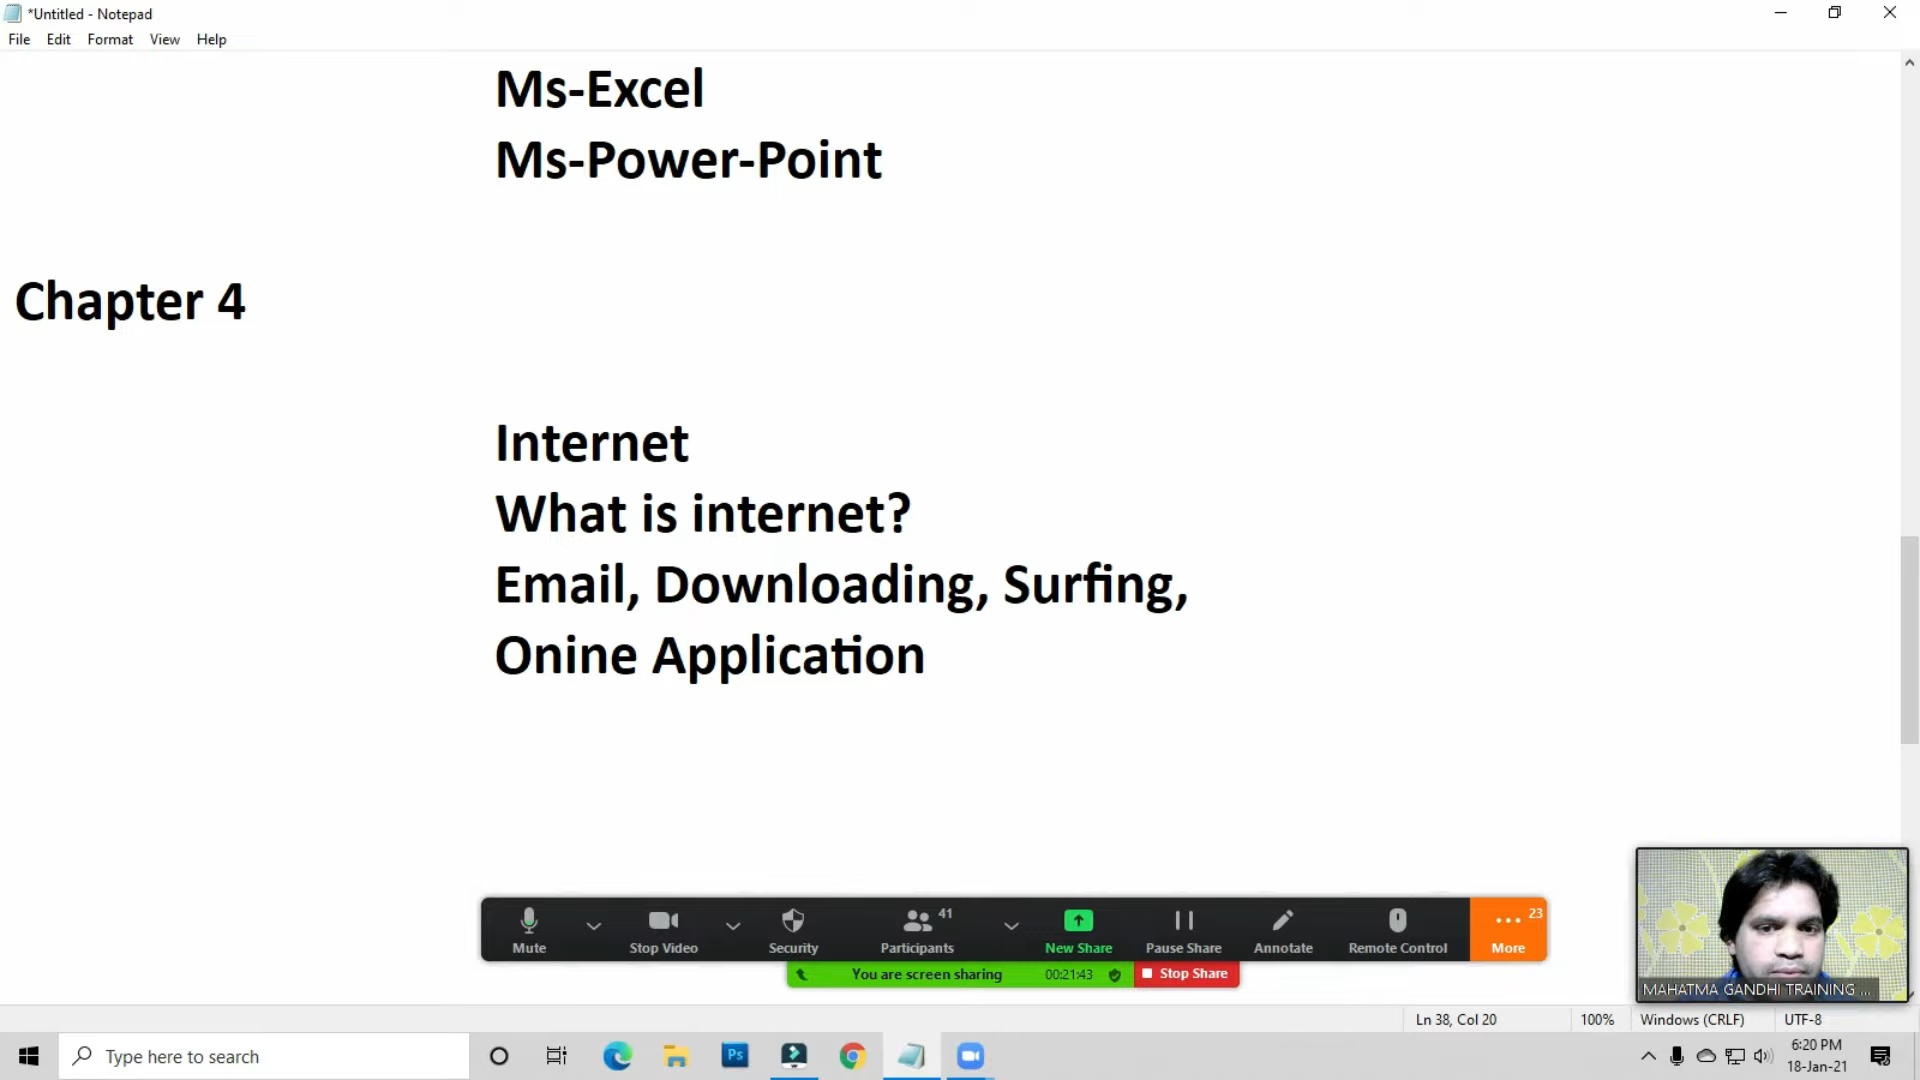 *Untitled - Notepad
File Edit Format View Help
Ms-Excel
Ms-Power-Point
Chapter 4
Internet
What is internet?
Email, Downloading, Surfing,
Onine Application
41
23
Mute Stop Video Security Participants New Share Pause Share Annotate Remote Control More
You are screen sharing 00:21:43 Stop Share
MAHATMA GANDHI TRAINING ...
Ln 38, Col 20 100% Windows (CRLF) UTF-8
Type here to search
Ps
6:20 PM
18-Jan-21